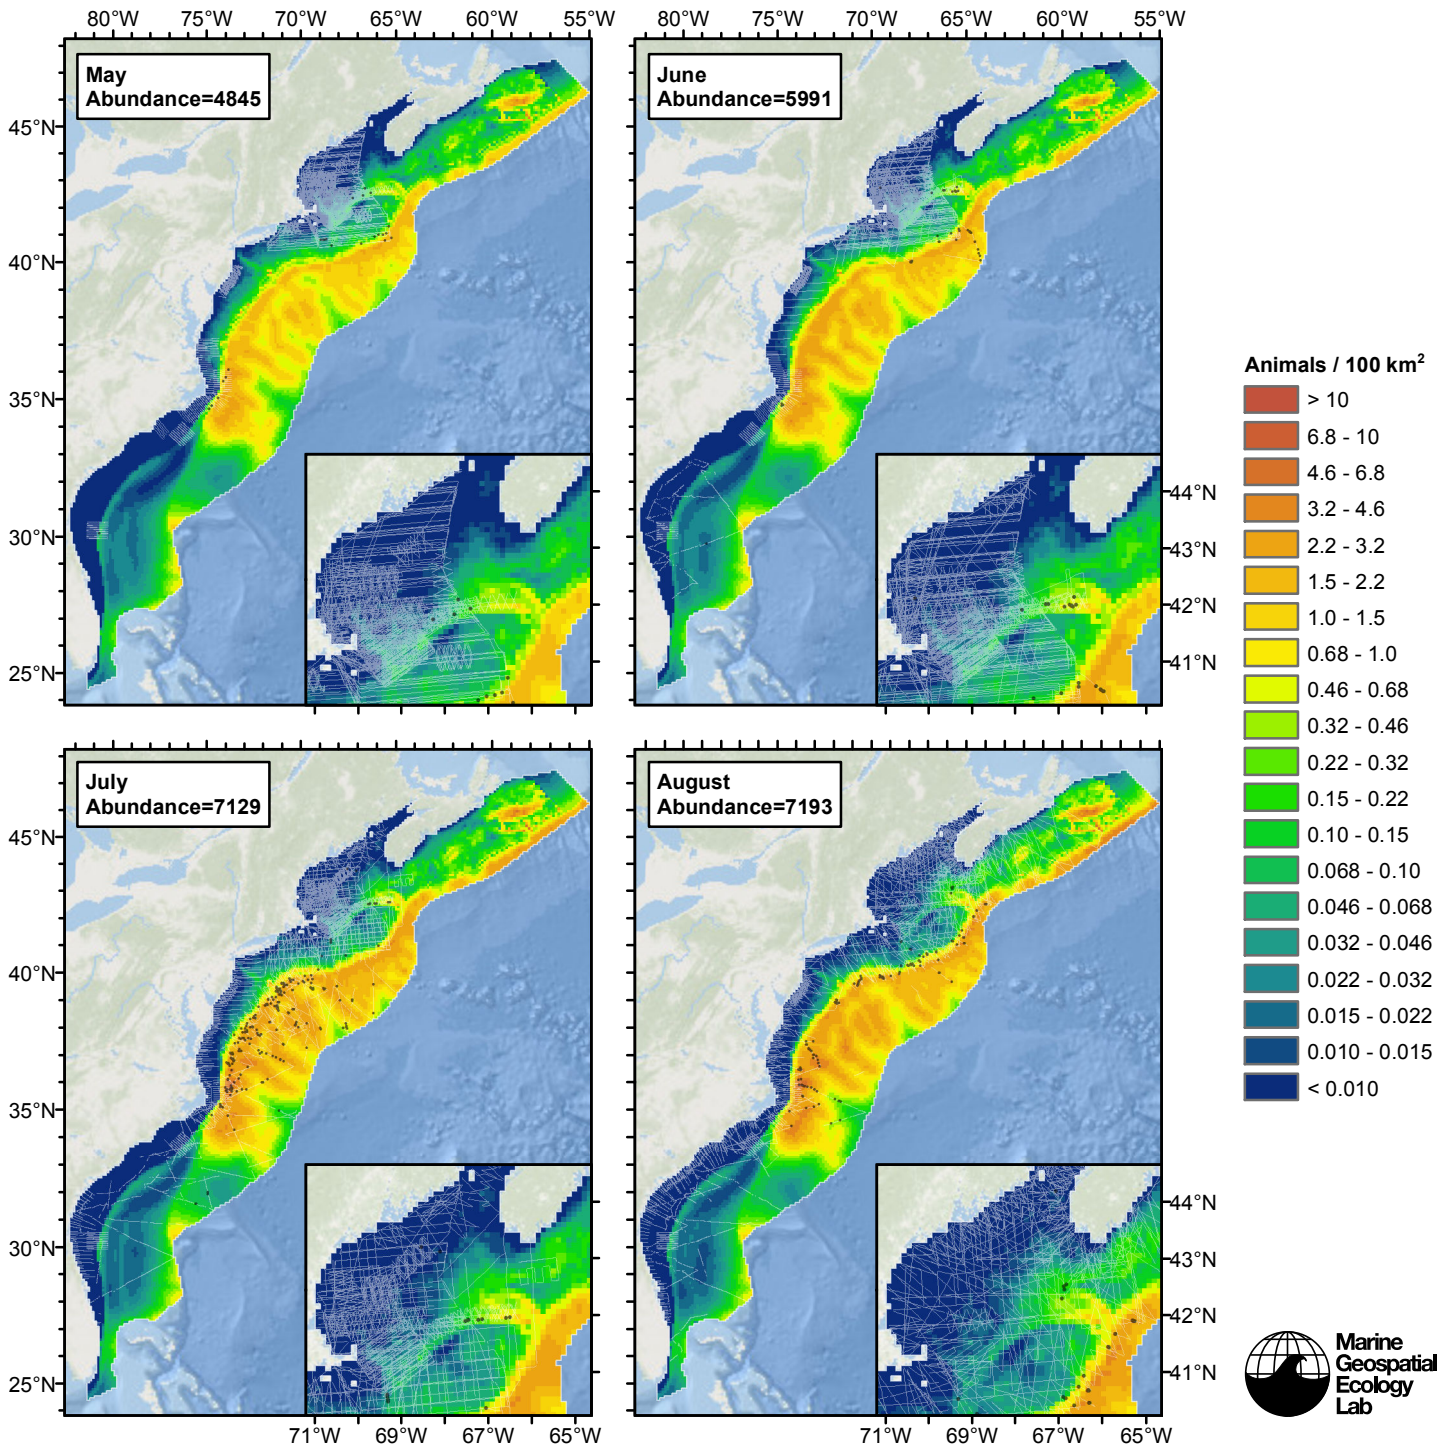 80°W 75°W 70°W 65°W 60°W 55°W
80°W 75°W 70°W 65°W 60°W 55°W
May
Abundance=4845
June
Abundance=5991
45°N
40°N
35°N
30°N
25°N
44°N
43°N
42°N
41°N
July
Abundance=7129
August
Abundance=7193
45°N
40°N
35°N
30°N
25°N
44°N
43°N
42°N
41°N
71°W 69°W 67°W 65°W
71°W 69°W 67°W 65°W
Animals / 100 km²
> 10
6.8 - 10
4.6 - 6.8
3.2 - 4.6
2.2 - 3.2
1.5 - 2.2
1.0 - 1.5
0.68 - 1.0
0.46 - 0.68
0.32 - 0.46
0.22 - 0.32
0.15 - 0.22
0.10 - 0.15
0.068 - 0.10
0.046 - 0.068
0.032 - 0.046
0.022 - 0.032
0.015 - 0.022
0.010 - 0.015
< 0.010
Marine
Geospatial
Ecology
Lab